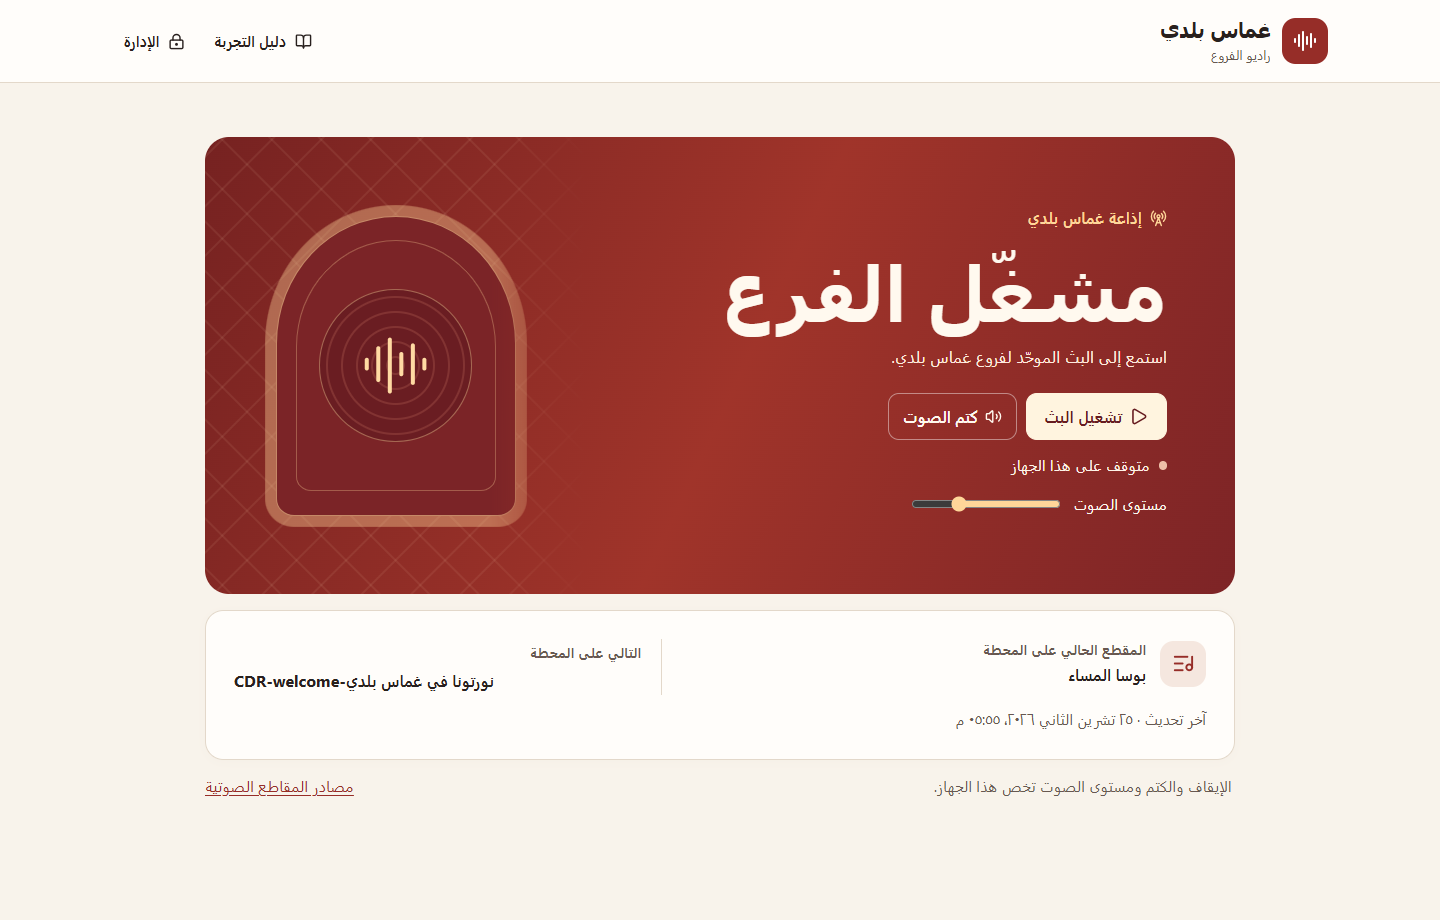 غماس بلدي
راديو الفروع
دليل التجربة
الإدارة
إذاعة غماس بلدي
مشغّل الفرع
استمع إلى البث الموحّد لفروع غماس بلدي.
تشغيل البث
كتم الصوت
متوقف على هذا الجهاز
مستوى الصوت
المقطع الحالي على المحطة
بوسا المساء
آخر تحديث · ٢٥ تشرين الثاني ٢٠٢٦، ٠٥:٥٥ م
التالي على المحطة
نورتونا في غماس بلدي-CDR-welcome
الإيقاف والكتم ومستوى الصوت تخص هذا الجهاز.
مصادر المقاطع الصوتية